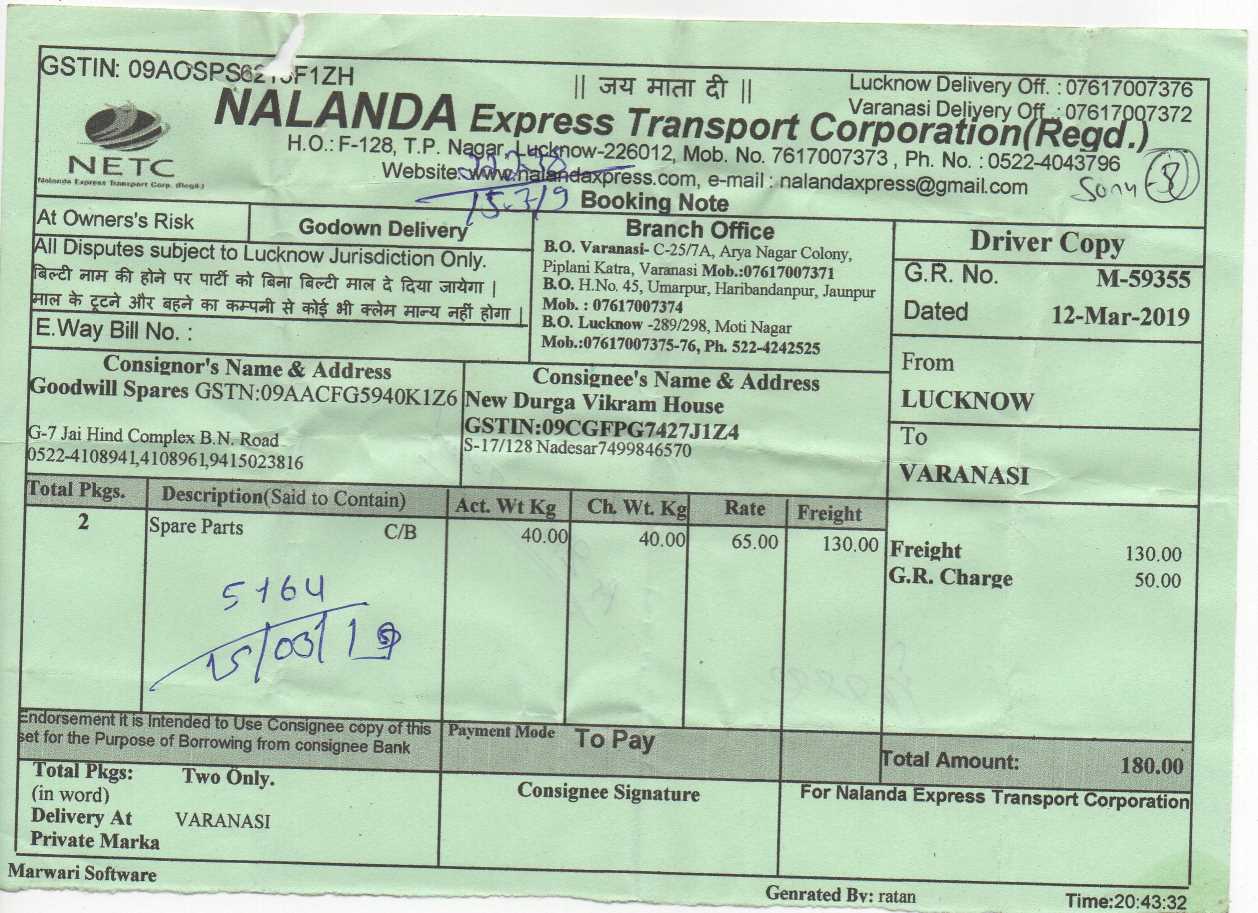 || जय माता दी ||
Lucknow Delivery Off. : 07617007376
Varanasi Delivery Off. : 07617007372
NALANDA Express Transport Corporation(Regd.)
H.O.: F-128, T.P. Nagar, Lucknow-226012, Mob. No. 7617007373 , Ph. No. : 0522-4043796
Website: www.nalandaxpress.com, e-mail : nalandaxpress@gmail.com
NETC
Nalanda Express Transport Corp. (Regd.)
Sony 8
Booking Note
At Owners's Risk
Godown Delivery
All Disputes subject to Lucknow Jurisdiction Only.
बिल्टी नाम की होने पर पार्टी को बिना बिल्टी माल दे दिया जायेगा |
माल के टूटने और बहने का कम्पनी से कोई भी क्लेम मान्य नहीं होगा |
E.Way Bill No. :
Branch Office
B.O. Varanasi- C-25/7A, Arya Nagar Colony,
Piplani Katra, Varanasi Mob.:07617007371
B.O. H.No. 45, Umarpur, Haribandanpur, Jaunpur
Mob. : 07617007374
B.O. Lucknow -289/298, Moti Nagar
Mob.:07617007375-76, Ph. 522-4242525
Driver Copy
G.R. No. M-59355
Dated 12-Mar-2019
From
LUCKNOW
To
VARANASI
Consignor's Name & Address
Goodwill Spares GSTN:09AACFG5940K1Z6
G-7 Jai Hind Complex B.N. Road
0522-4108941,4108961,9415023816
Consignee's Name & Address
New Durga Vikram House
GSTIN:09CGFPG7427J1Z4
S-17/128 Nadesar7499846570
Total Pkgs. Description(Said to Contain) Act. Wt Kg Ch. Wt. Kg Rate Freight
2 Spare Parts C/B 40.00 40.00 65.00 130.00
Freight 130.00
G.R. Charge 50.00
5164
15/03/19
Endorsement it is Intended to Use Consignee copy of this
set for the Purpose of Borrowing from consignee Bank
Payment Mode To Pay
Total Amount: 180.00
Total Pkgs: Two Only.
(in word)
Delivery At VARANASI
Private Marka
Consignee Signature
For Nalanda Express Transport Corporation
Marwari Software
Genrated By: ratan
Time:20:43:32